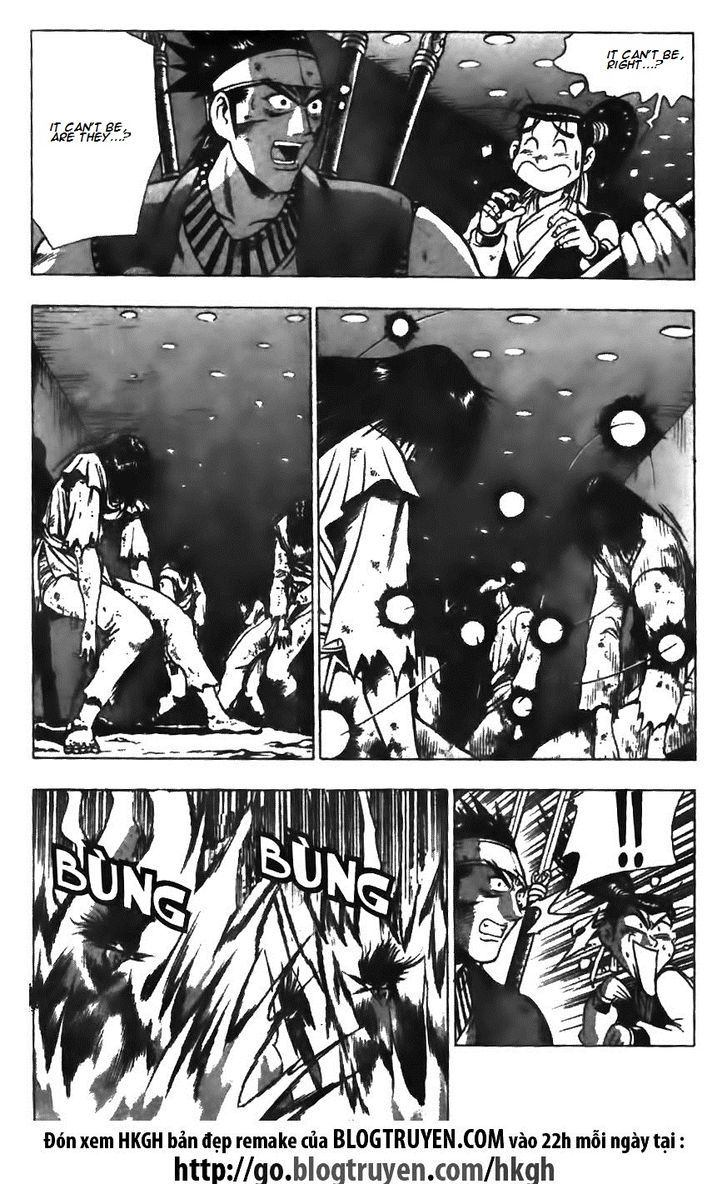 IT CAN'T BE,
RIGHT...?
IT CAN'T BE,
ARE THEY...?
BÙNG
BÙNG
!!
Đón xem HKGH bản đẹp remake của BLOGTRUYEN.COM vào 22h mỗi ngày tại :
http://go.blogtruyen.com/hkgh